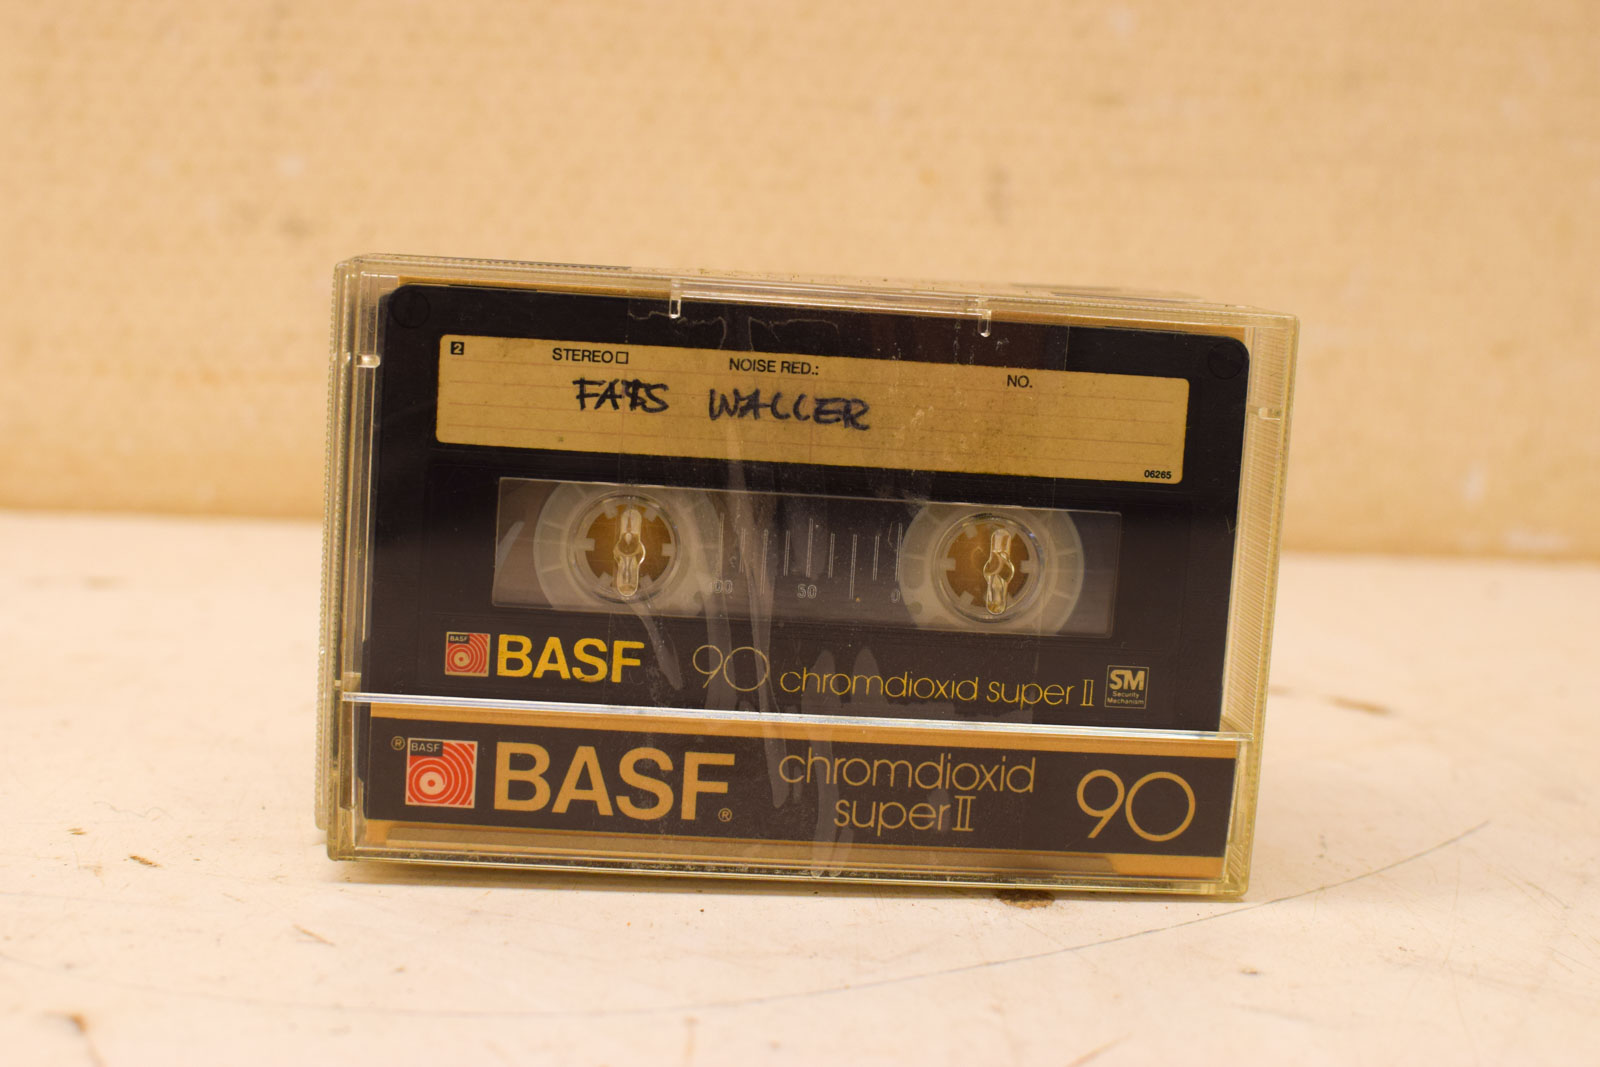 2 STEREO NOISE RED.: NO.
FATS WALLER
06265
100 50 0
BASF BASF 90 chromdioxid super II SM Security Mechanism
® BASF BASF® chromdioxid super II 90